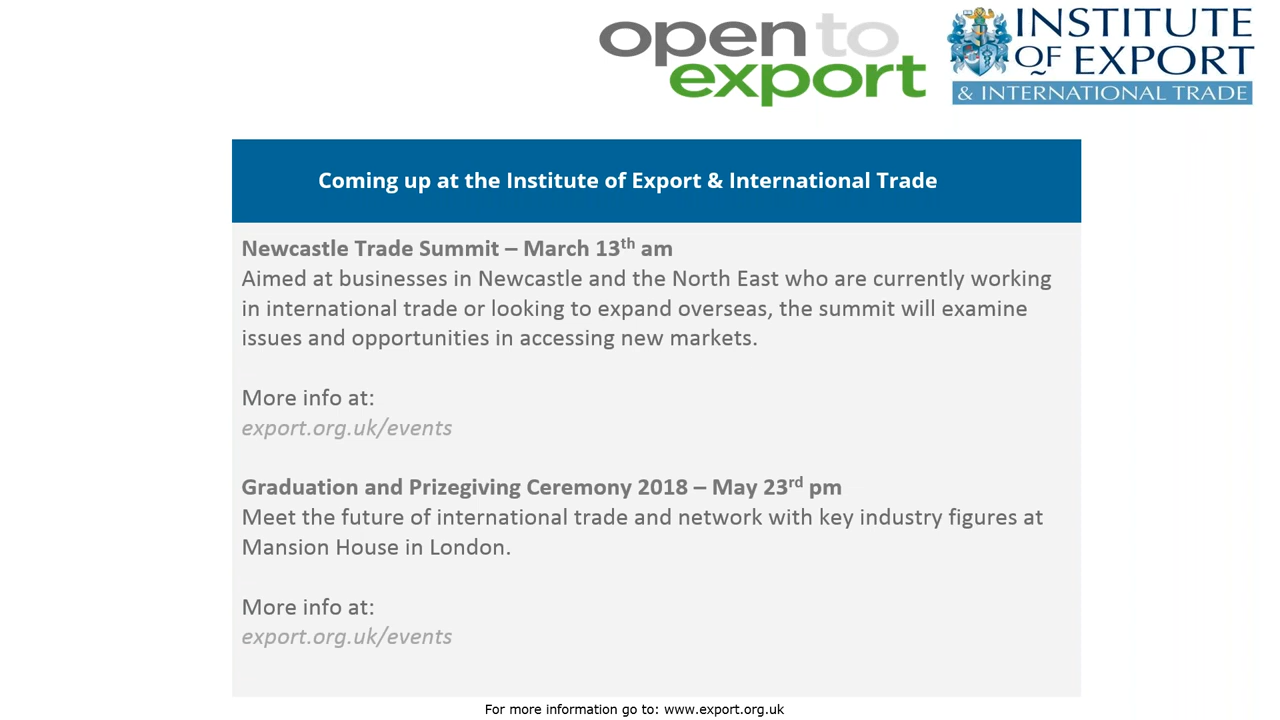 open to
export
INSTITUTE
OF EXPORT
& INTERNATIONAL TRADE
Coming up at the Institute of Export & International Trade
Newcastle Trade Summit – March 13th am
Aimed at businesses in Newcastle and the North East who are currently working
in international trade or looking to expand overseas, the summit will examine
issues and opportunities in accessing new markets.
More info at:
export.org.uk/events
Graduation and Prizegiving Ceremony 2018 – May 23rd pm
Meet the future of international trade and network with key industry figures at
Mansion House in London.
More info at:
export.org.uk/events
For more information go to: www.export.org.uk